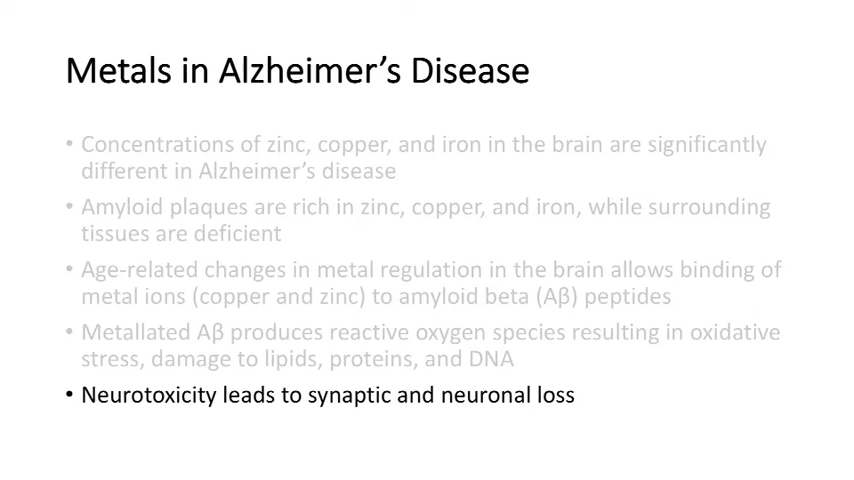 Metals in Alzheimer’s Disease
• Concentrations of zinc, copper, and iron in the brain are significantly
different in Alzheimer’s disease
• Amyloid plaques are rich in zinc, copper, and iron, while surrounding
tissues are deficient
• Age-related changes in metal regulation in the brain allows binding of
metal ions (copper and zinc) to amyloid beta (Aβ) peptides
• Metallated Aβ produces reactive oxygen species resulting in oxidative
stress, damage to lipids, proteins, and DNA
• Neurotoxicity leads to synaptic and neuronal loss